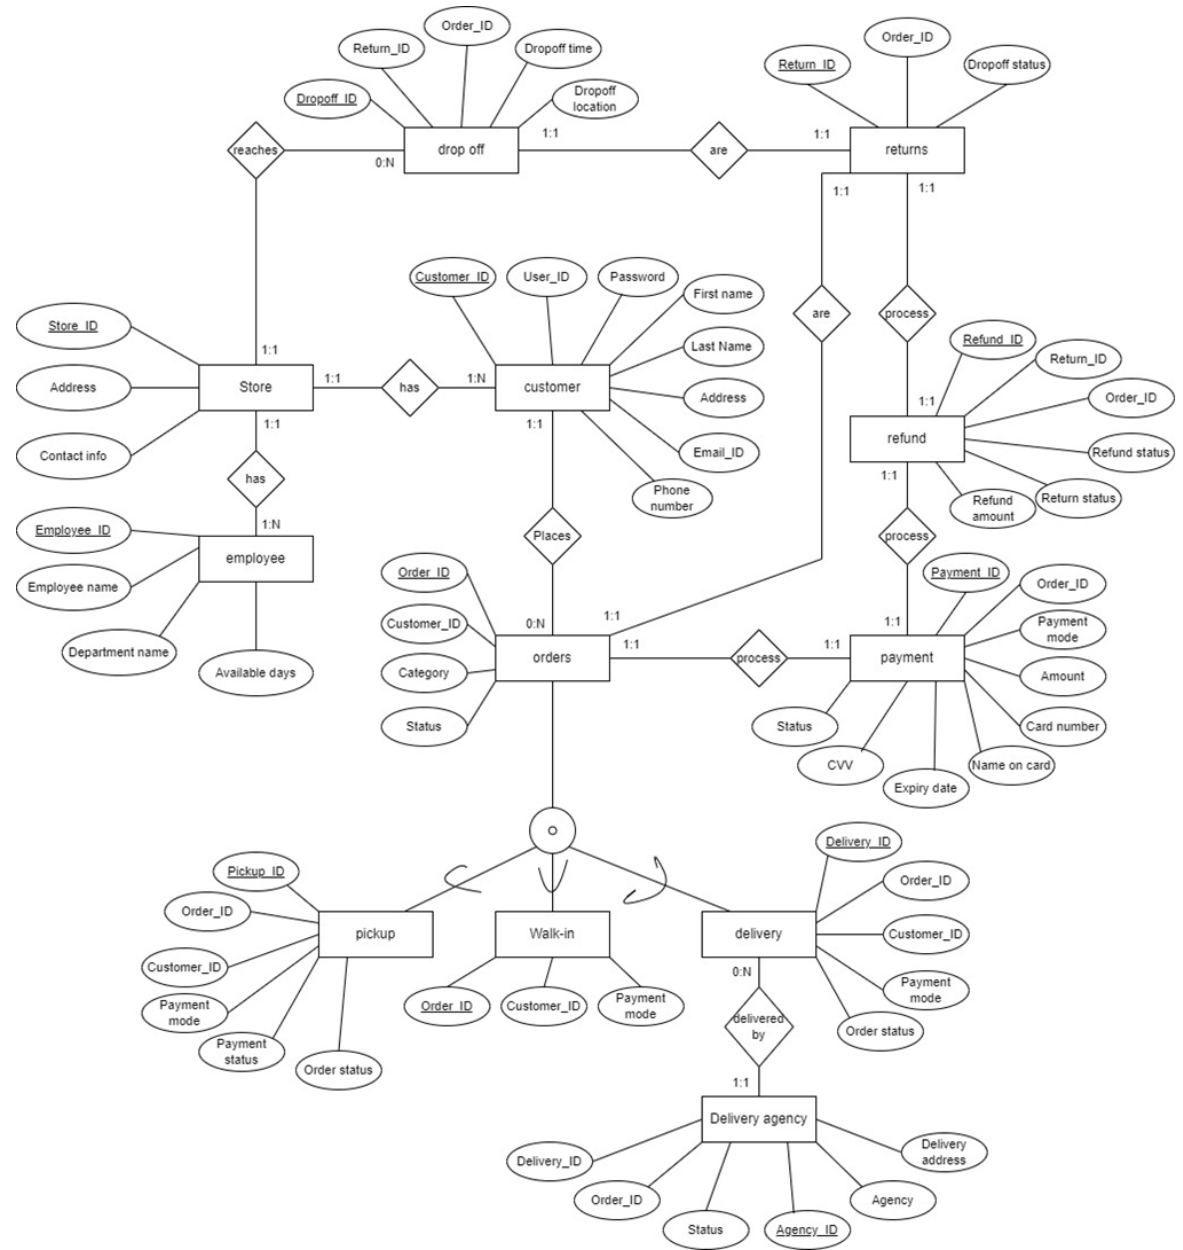 Order_ID
Return_ID
Dropoff time
Dropoff_ID
Dropoff
location
Order_ID
Return_ID
Dropoff status
reaches
drop off
0:N
1:1
are
1:1
returns
1:1
1:1
Customer_ID
User_ID
Password
First name
Last Name
Address
Email_ID
Phone
number
Store_ID
Address
Contact info
1:1
Store
1:1
has
1:N
customer
1:1
1:1
has
1:N
Employee_ID
employee
Employee name
Department name
Available days
are
process
Refund_ID
Return_ID
Order_ID
1:1
refund
Refund status
Return status
Refund
amount
1:1
process
Places
Order_ID
Customer_ID
Category
Status
0:N
1:1
orders
1:1
process
1:1
1:1
payment
Payment_ID
Order_ID
Payment
mode
Amount
Card number
Name on card
Expiry date
CVV
Status
Pickup_ID
Order_ID
Customer_ID
Payment
mode
Payment
status
Order status
pickup
Walk-in
Order_ID
Customer_ID
Payment
mode
delivery
Delivery_ID
Order_ID
Customer_ID
Payment
mode
Order status
0:N
delivered
by
1:1
Delivery agency
Delivery_ID
Order_ID
Status
Agency_ID
Agency
Delivery
address